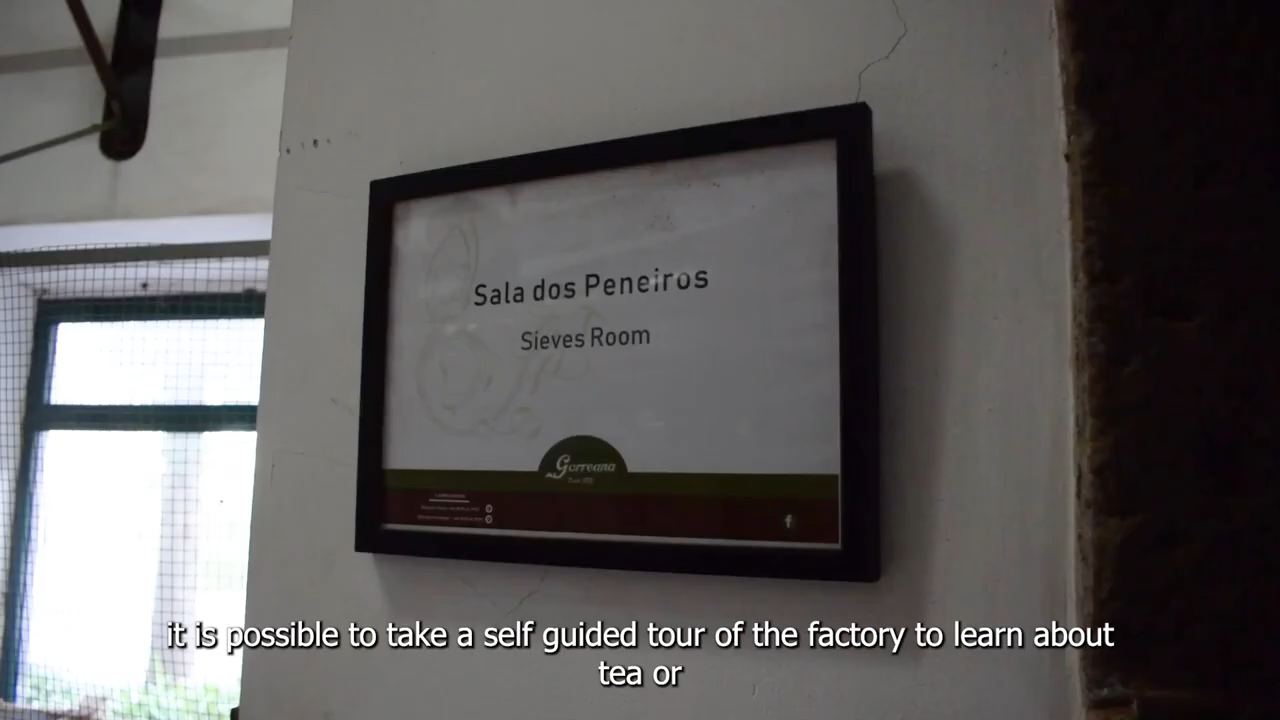 Sala dos Peneiros
Sieves Room
Gorreana
f
it is possible to take a self guided tour of the factory to learn about
tea or